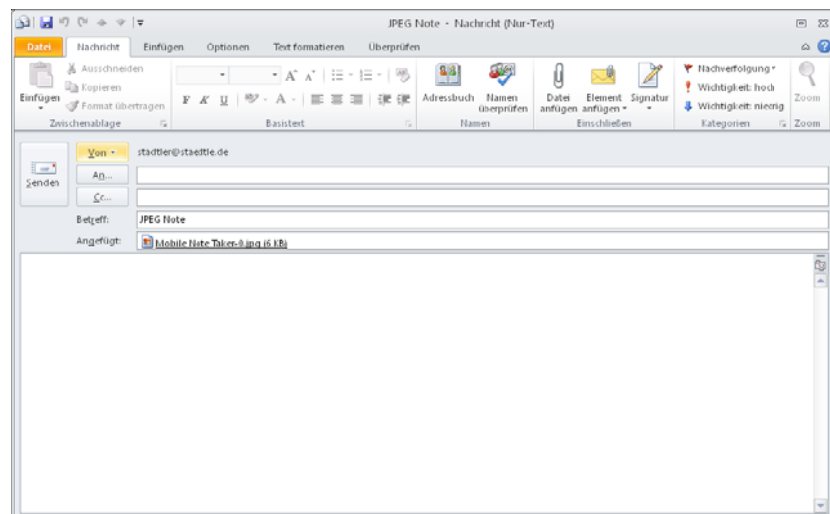 JPEG Note - Nachricht (Nur-Text)
Datei Nachricht Einfügen Optionen Text formatieren Überprüfen
Einfügen
Ausschneiden
Kopieren
Format übertragen
Zwischenablage
F K U A
Basistext
Adressbuch
Namen überprüfen
Namen
Datei anfügen
Element anfügen
Signatur
Einschließen
Nachverfolgung
Wichtigkeit: hoch
Wichtigkeit: niedrig
Kategorien
Zoom
Zoom
Senden
Von stadtler@staedtle.de
An...
Cc...
Betreff: JPEG Note
Angefügt: Mobile Note Taker-0.jpg (6 KB)